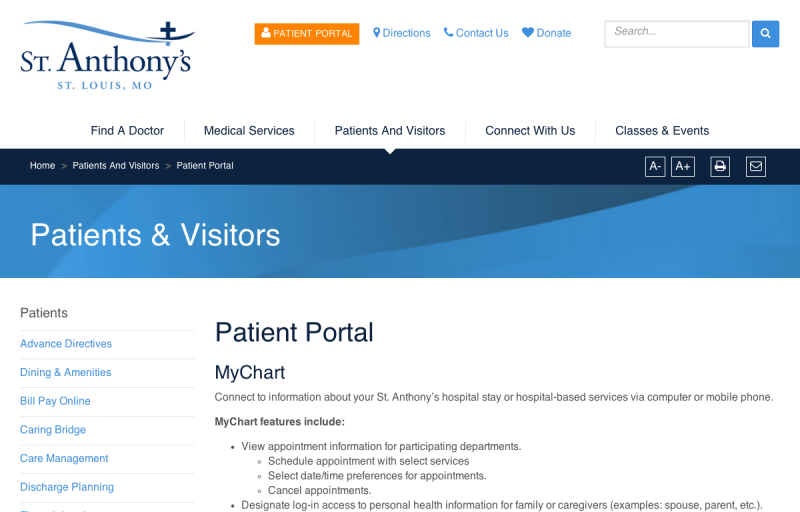 PATIENT PORTAL
Directions
Contact Us
Donate
Search...
St. Anthony's
ST. LOUIS, MO
Find A Doctor
Medical Services
Patients And Visitors
Connect With Us
Classes & Events
Home > Patients And Visitors > Patient Portal
A-
A+
Patients & Visitors
Patients
Advance Directives
Dining & Amenities
Bill Pay Online
Caring Bridge
Care Management
Discharge Planning
Patient Portal
MyChart
Connect to information about your St. Anthony's hospital stay or hospital-based services via computer or mobile phone.
MyChart features include:
View appointment information for participating departments.
Schedule appointment with select services
Select date/time preferences for appointments.
Cancel appointments.
Designate log-in access to personal health information for family or caregivers (examples: spouse, parent, etc.).